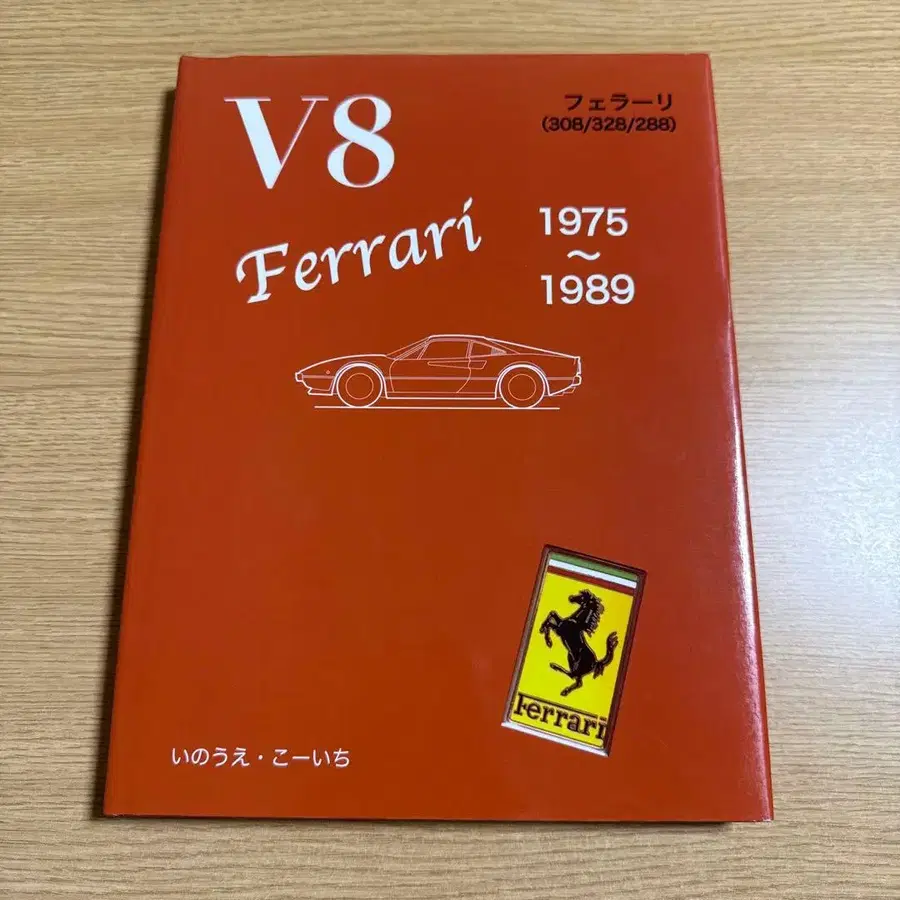 V8
フェラーリ
(308/328/288)
Ferrari
1975
～
1989
Ferrari
いのうえ・こーいち